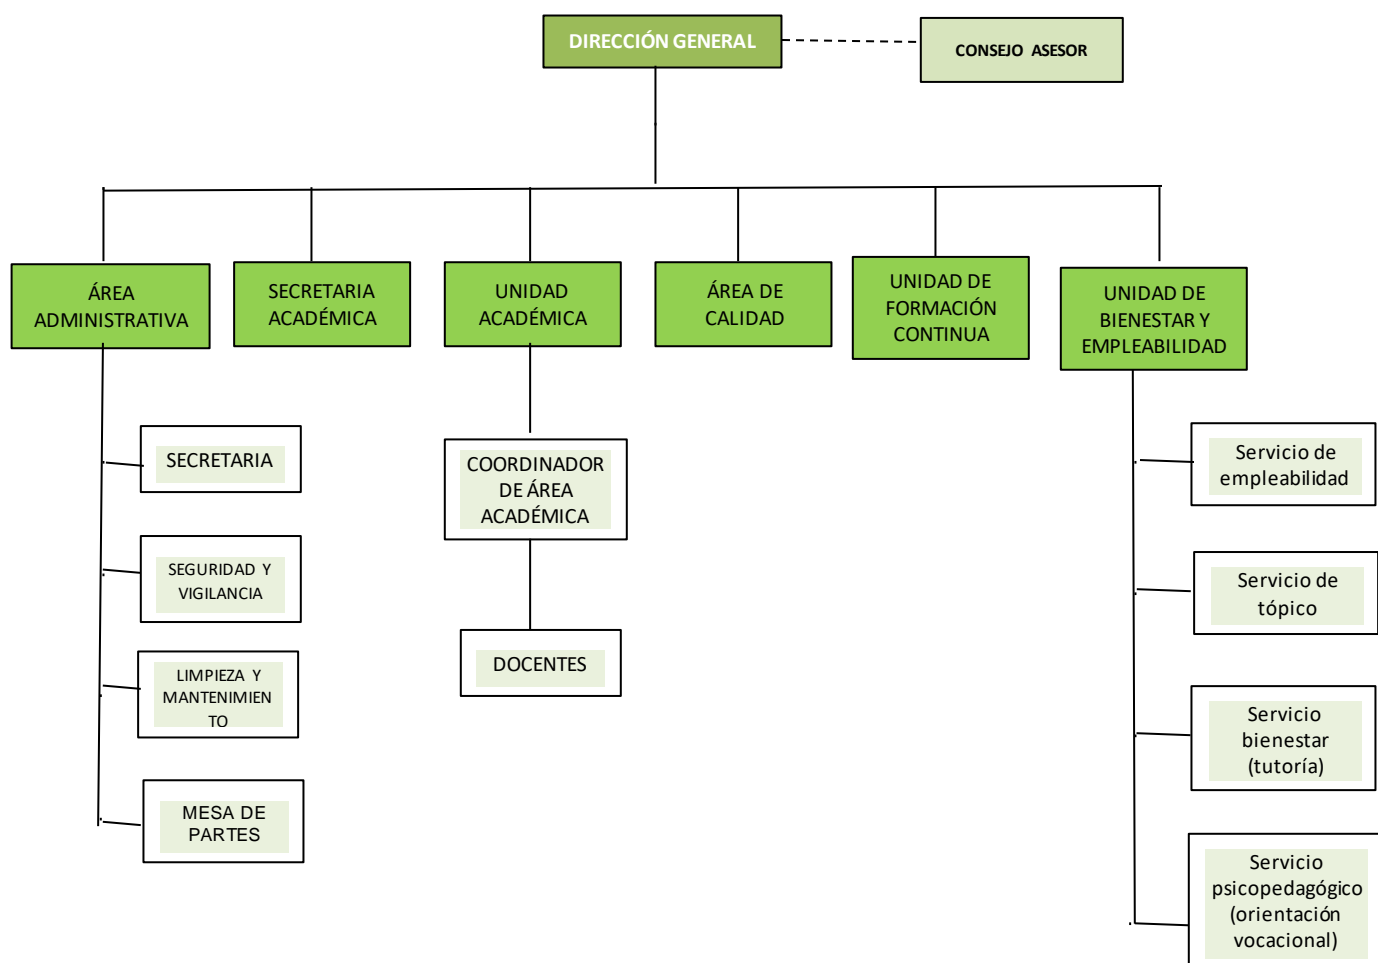 DIRECCIÓN GENERAL
CONSEJO ASESOR
ÁREA
ADMINISTRATIVA
SECRETARIA
ACADÉMICA
UNIDAD
ACADÉMICA
ÁREA DE
CALIDAD
UNIDAD DE
FORMACIÓN
CONTINUA
UNIDAD DE
BIENESTAR Y
EMPLEABILIDAD
SECRETARIA
SEGURIDAD Y
VIGILANCIA
LIMPIEZA Y
MANTENIMIEN
TO
MESA DE
PARTES
COORDINADOR
DE ÁREA
ACADÉMICA
DOCENTES
Servicio de
empleabilidad
Servicio de
tópico
Servicio
bienestar
(tutoría)
Servicio
psicopedagógico
(orientación
vocacional)